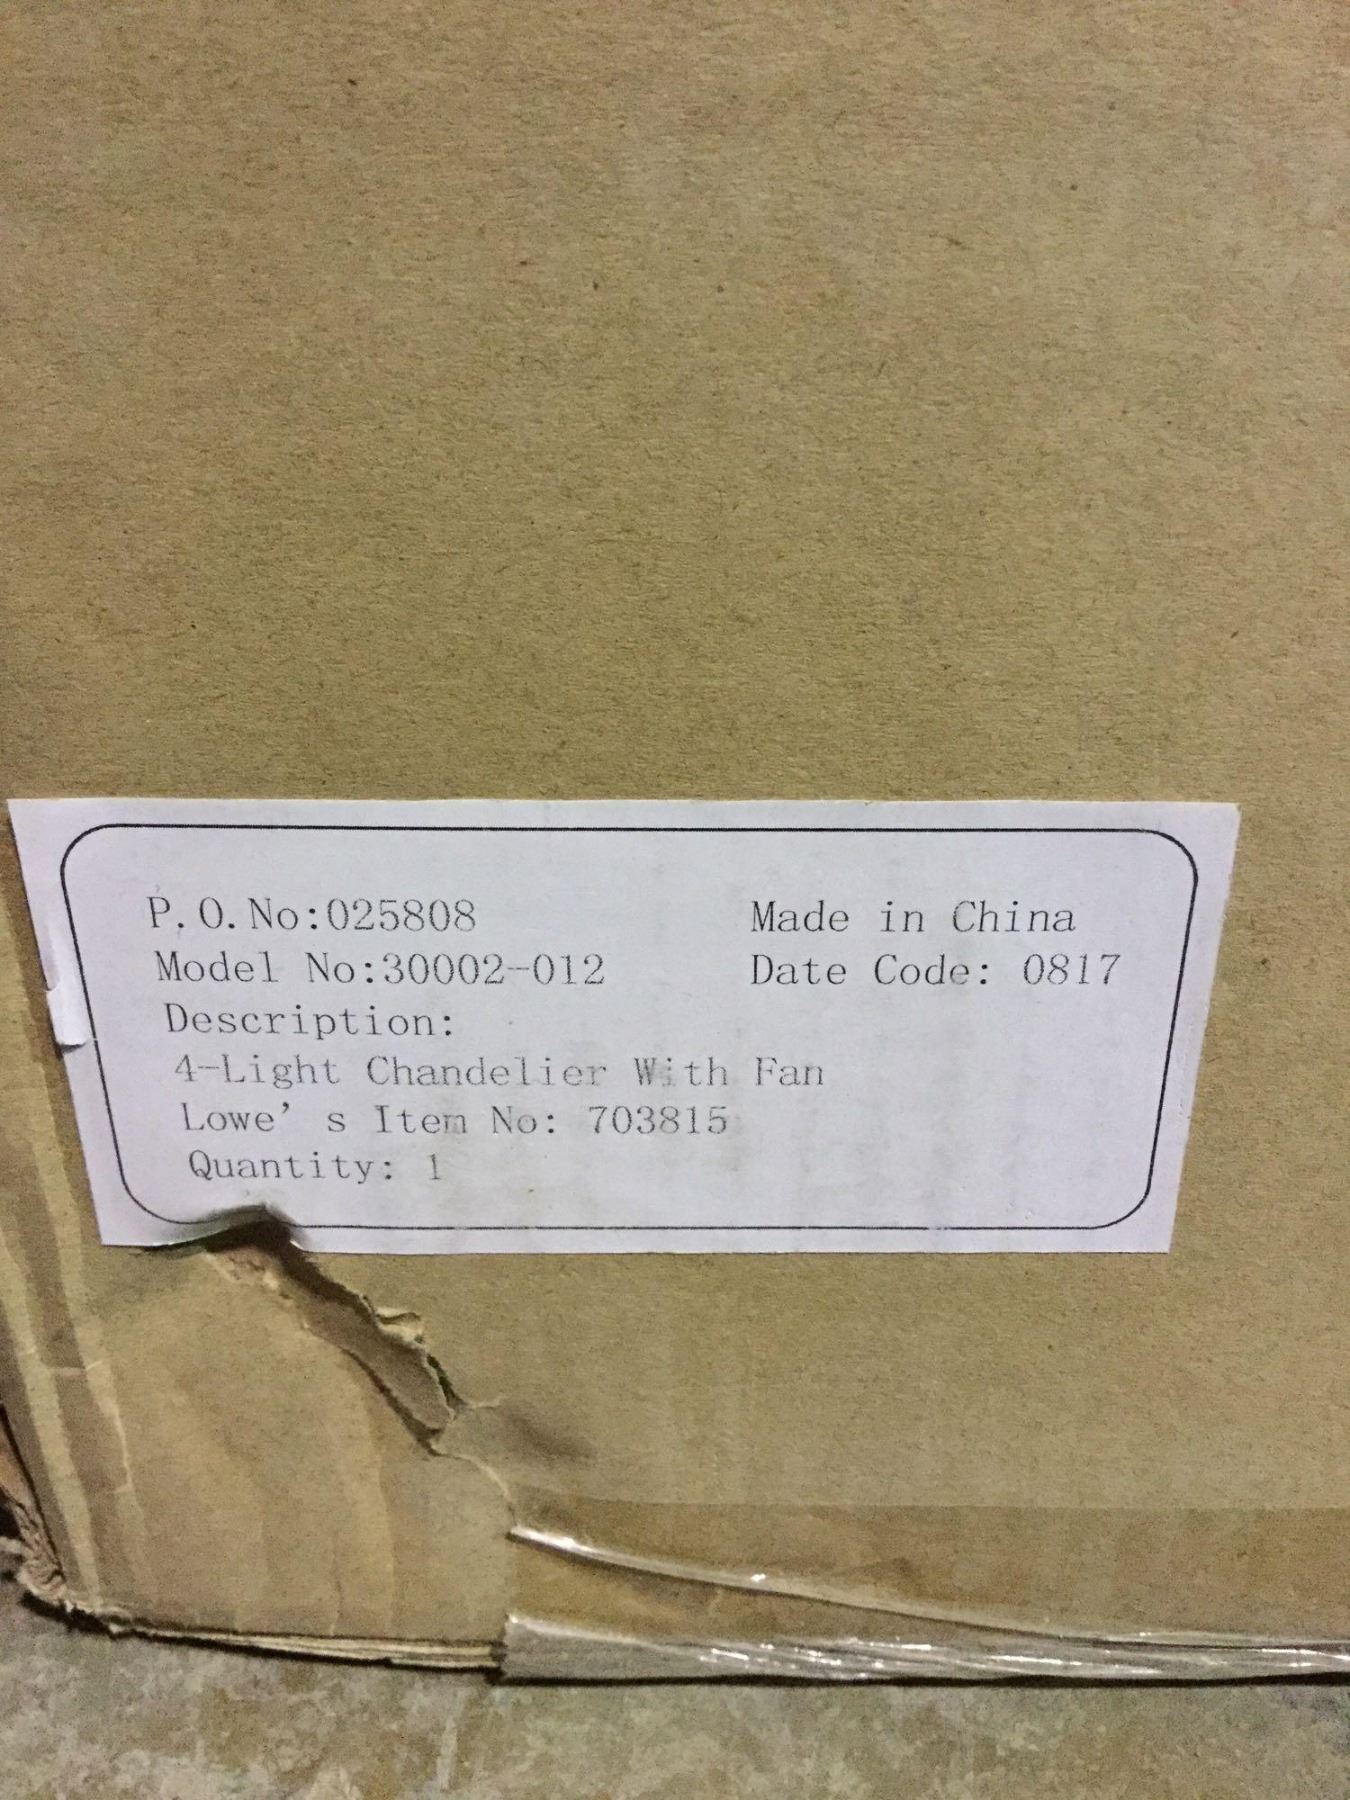 P.O.No:025808 Made in China
Model No:30002-012 Date Code: 0817
Description:
4-Light Chandelier With Fan
Lowe's Item No: 703815
Quantity: 1